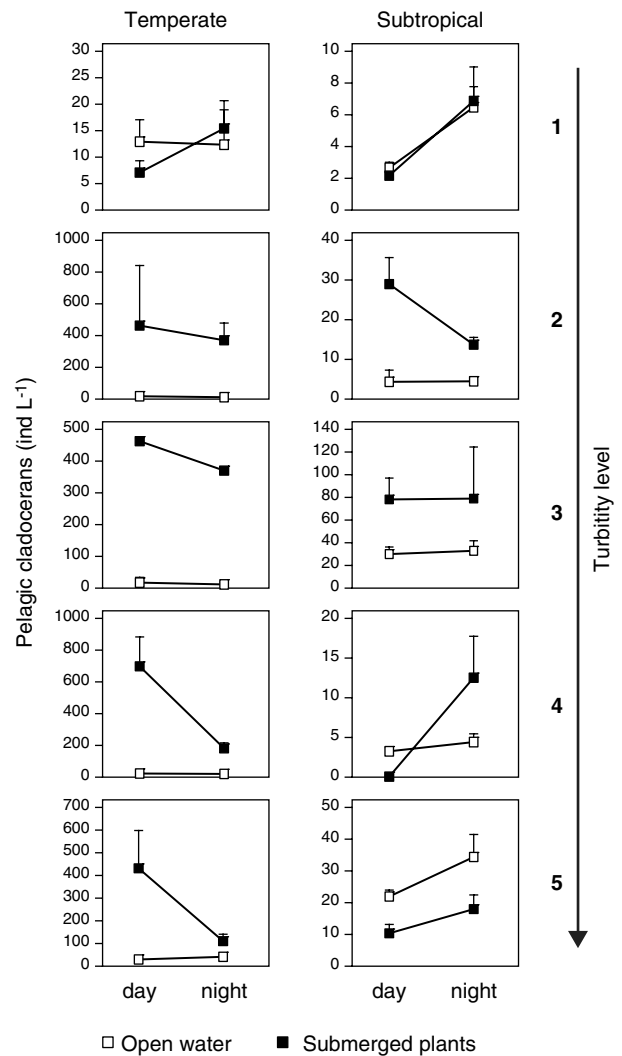 Temperate Subtropical
30 25 20 15 10 5 0
10 8 6 4 2 0
1
1000 800 600 400 200 0
40 30 20 10 0
2
Pelagic cladocerans (ind L-1)
500 400 300 200 100 0
140 120 100 80 60 40 20 0
3
Turbitity level
1000 800 600 400 200 0
20 15 10 5 0
4
700 600 500 400 300 200 100 0
50 40 30 20 10 0
5
day night day night
Open water Submerged plants